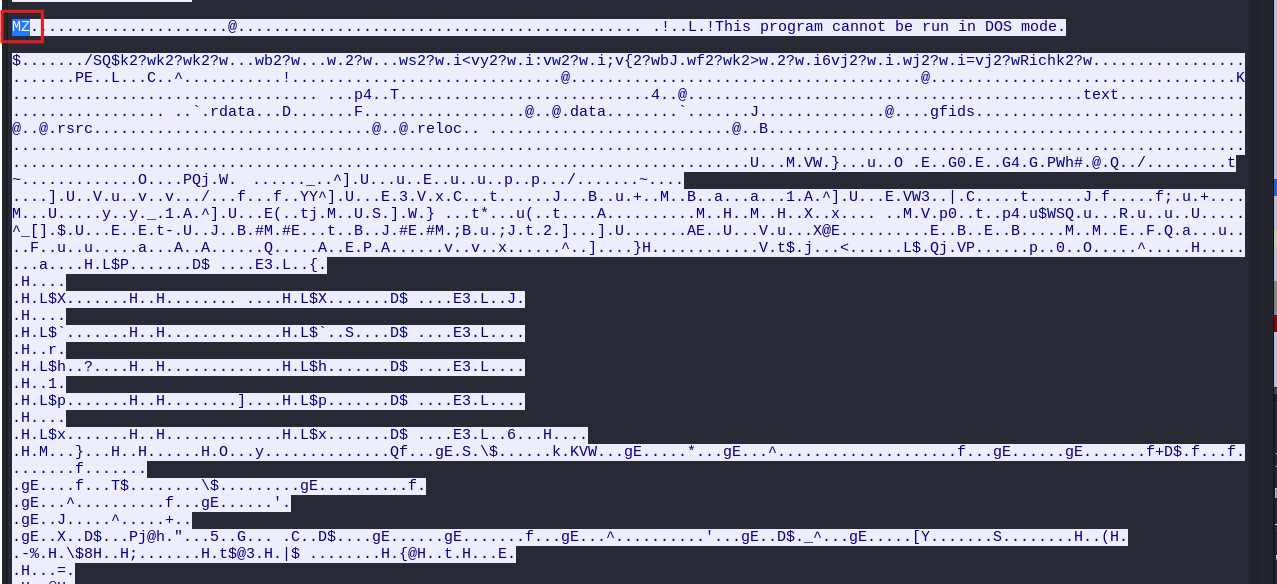 MZ.....................@............................................. .!..L.!This program cannot be run in DOS mode.
$......./SQ$k2?wk2?wk2?w...wb2?w...w.2?w...ws2?w.i<vy2?w.i:vw2?w.i;v{2?wbJ.wf2?wk2>w.2?w.i6vj2?w.i.wj2?w.i=vj2?wRichk2?w.................
.......PE..L...C..^...........!..............................@.......................................@..................................K
.................................. ...p4..T............................4..@............................................text..............
................. ..`.rdata...D.......F..................@..@.data........`.......J..............@....gfids..............................
@..@.rsrc............................@..@.reloc..............................@..B.....................................................
.........................................................................................................................................
..................................................................................U...M.VW.}...u..O .E..G0.E..G4.G.PWh#.@.Q../.........t
~.............O....PQj.W.  ......_..^].U...u..E..u..u..p..p.../.......~....
....].U..V.u..v..v.../...f...f..YY^].U...E.3.V.x.C...t......J...B..u.+..M..B..a...a...1.A.^].U...E.VW3..|.C.....t......J.f.....f;.u.+....
M...U.....y..y._.1.A.^].U...E(..tj.M..U.S.].W.}  ...t*...u(..t....A..........M..H..M..H..X..x...  ..M.V.p0..t..p4.u$WSQ.u...R.u..u..U.....
^_[].$.U...E..E.t-.U..J..B.#M.#E...t..B..J.#E.#M.;B.u.;J.t.2.]...].U.......AE..U...V.u...X@E..........E..B..E..B.....M..M..E..F.Q.a...u..
..F..u..u.....a...A..A......Q.....A..E.P.A......v..v..x......^..]....}H............V.t$.j...<......L$.Qj.VP......p..0..O.....^.....H.....
...a....H.L$P.......D$ ....E3.L..{.
.H....
.H.L$X.......H..H........ ....H.L$X.......D$ ....E3.L..J.
.H....
.H.L$`.......H..H.............H.L$`..S....D$ ....E3.L....
.H..r.
.H.L$h..?....H..H.............H.L$h.......D$ ....E3.L....
.H..1.
.H.L$p.......H..H........]....H.L$p.......D$ ....E3.L....
.H....
.H.L$x.......H..H.............H.L$x.......D$ ....E3.L..6...H....
.H.M...}...H..H......H.O...y..............Qf...gE.S.\$......k.KVW...gE.....*...gE...^....................f...gE......gE.......f+D$.f...f.
.......f.......
.gE....f...T$........\$.........gE..........f.
.gE...^..........f...gE......'.
.gE..J.....^.....+..
.gE..X..D$...Pj@h."...5..G....  .C..D$....gE......gE.......f...gE...^..........'...gE..D$._^...gE.....[Y.......S........H..(H.
.-%.H.\$8H..H;.......H.t$@3.H.|$ .......H.{@H..t.H...E.
.H...=.